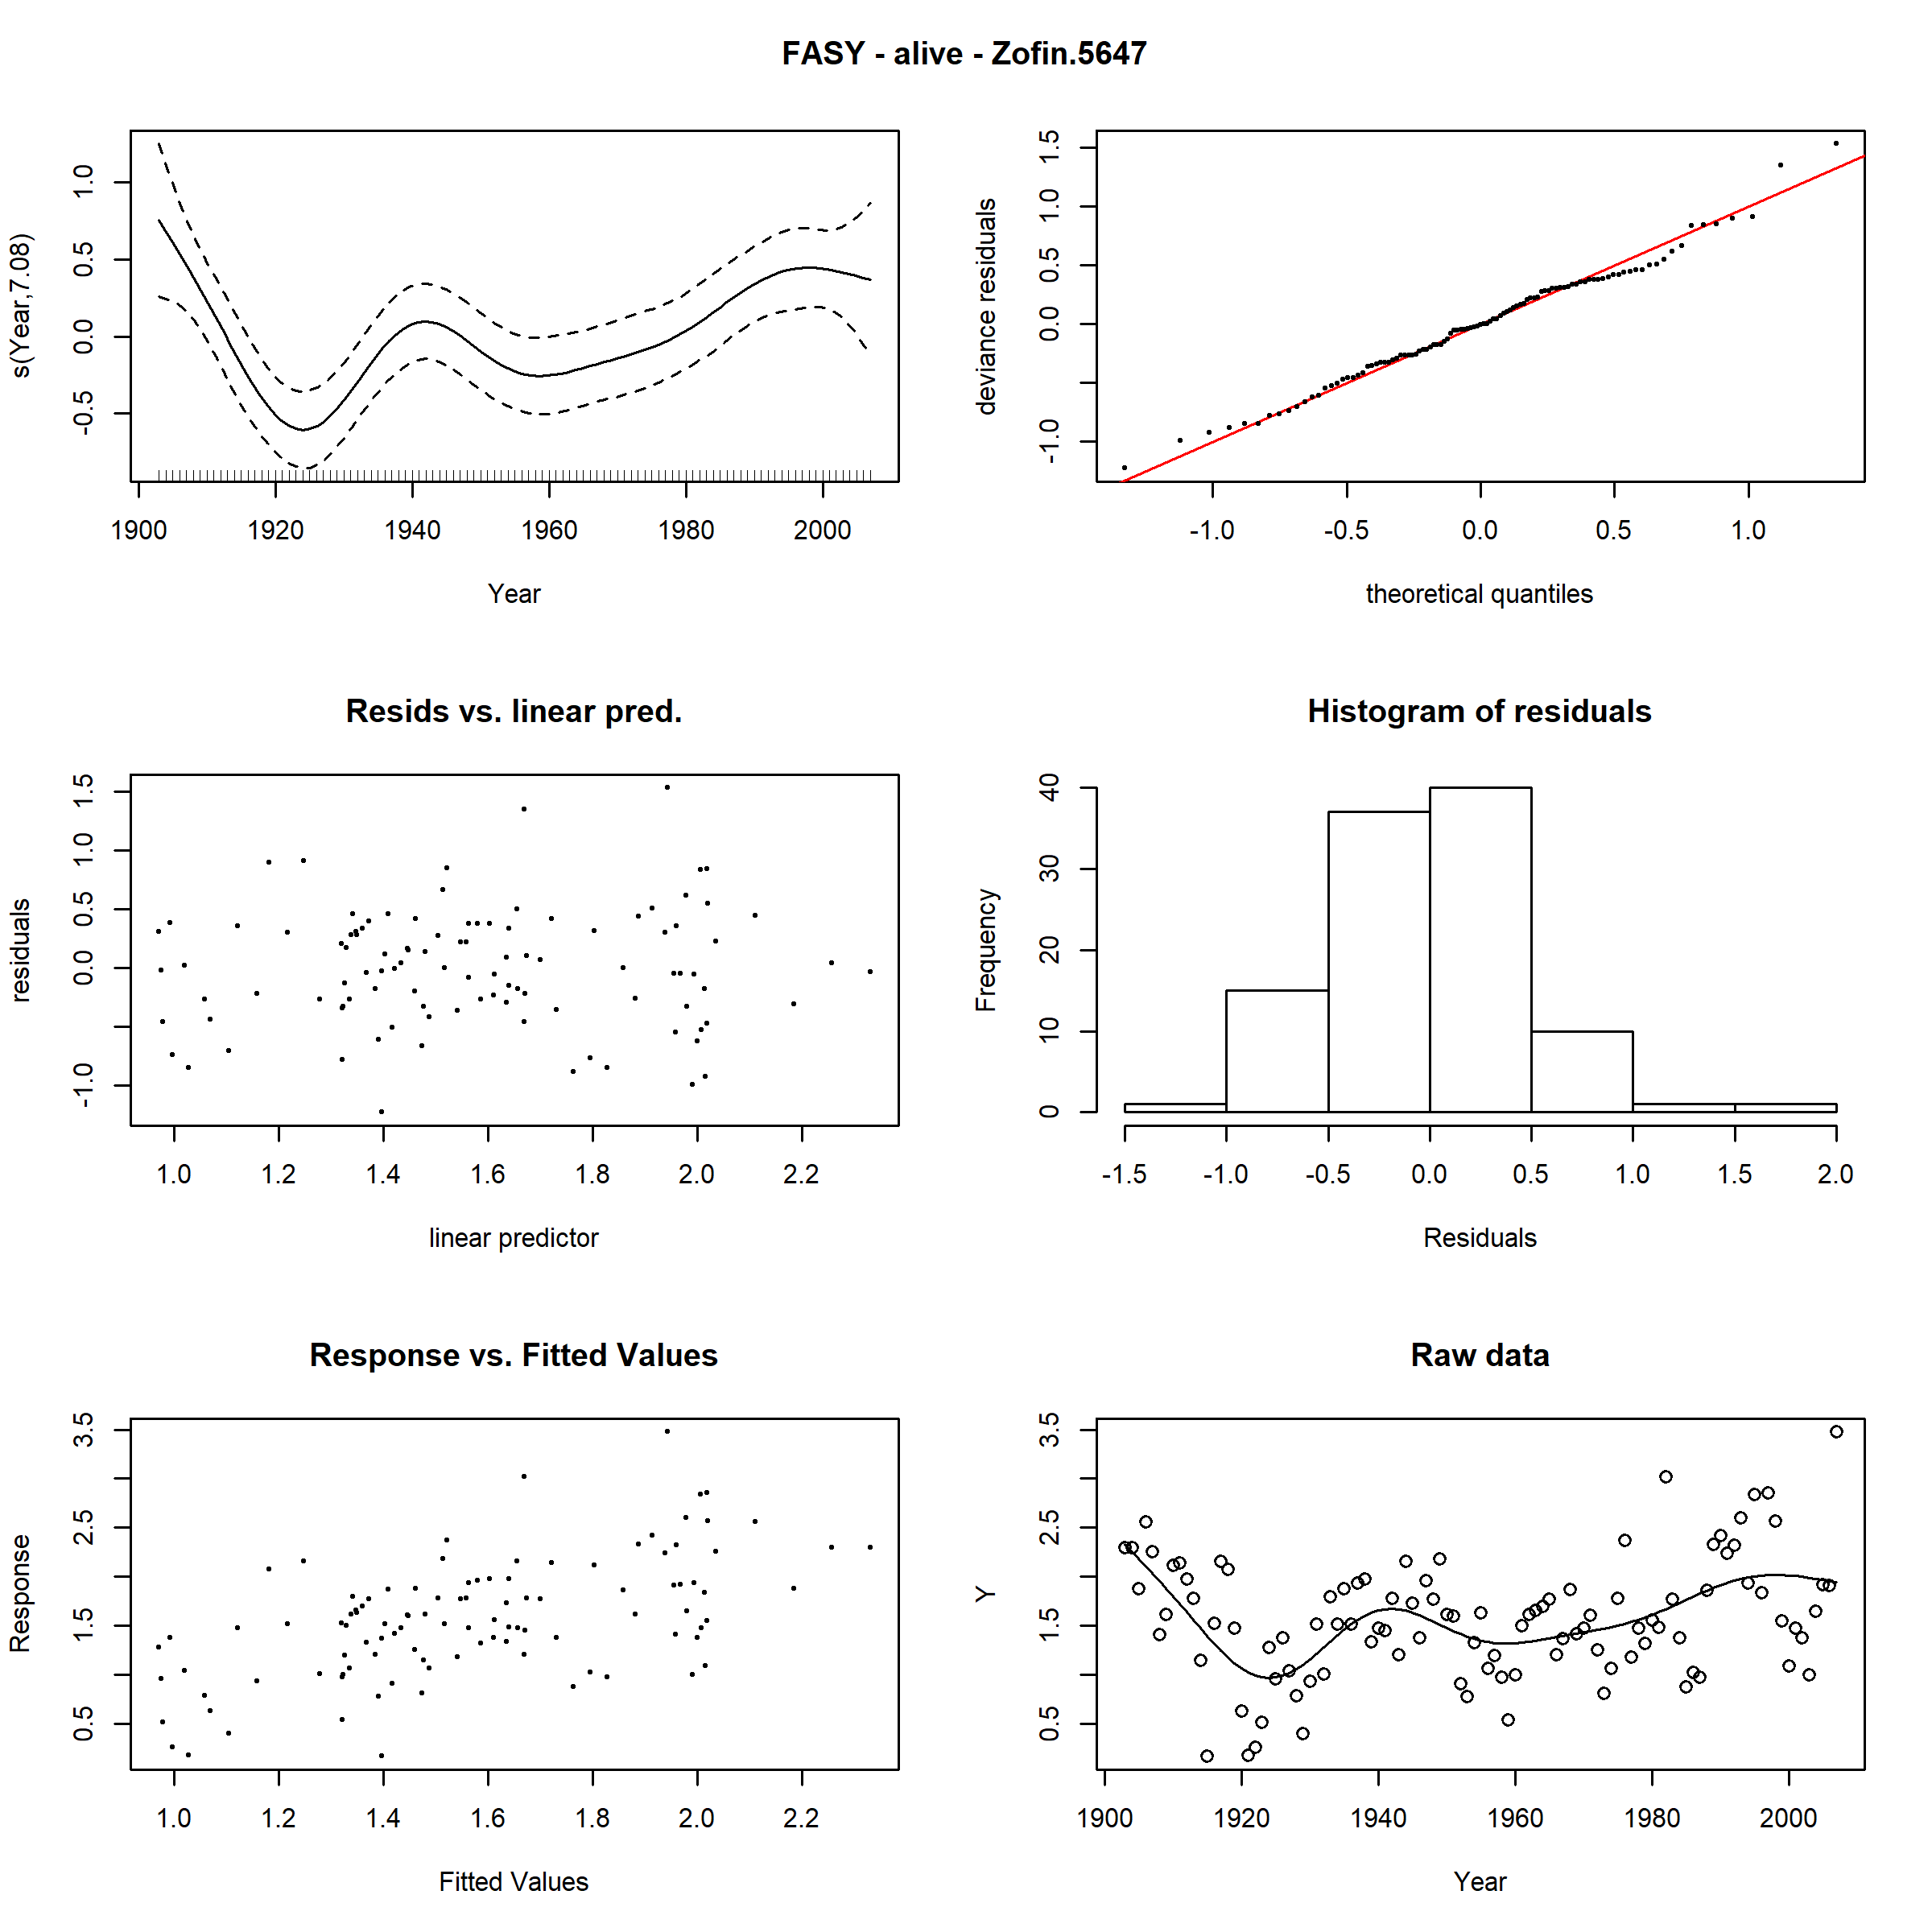 FASY - alive - Zofin.5647
s(Year,7.08)
-0.5 0.0 0.5 1.0
1900 1920 1940 1960 1980 2000
Year
deviance residuals
-1.0 0.0 0.5 1.0 1.5
-1.0 -0.5 0.0 0.5 1.0
theoretical quantiles
Resids vs. linear pred.
residuals
-1.0 0.0 0.5 1.0 1.5
1.0 1.2 1.4 1.6 1.8 2.0 2.2
linear predictor
Histogram of residuals
Frequency
0 10 20 30 40
-1.5 -1.0 -0.5 0.0 0.5 1.0 1.5 2.0
Residuals
Response vs. Fitted Values
Response
0.5 1.5 2.5 3.5
1.0 1.2 1.4 1.6 1.8 2.0 2.2
Fitted Values
Raw data
Y
0.5 1.5 2.5 3.5
1900 1920 1940 1960 1980 2000
Year